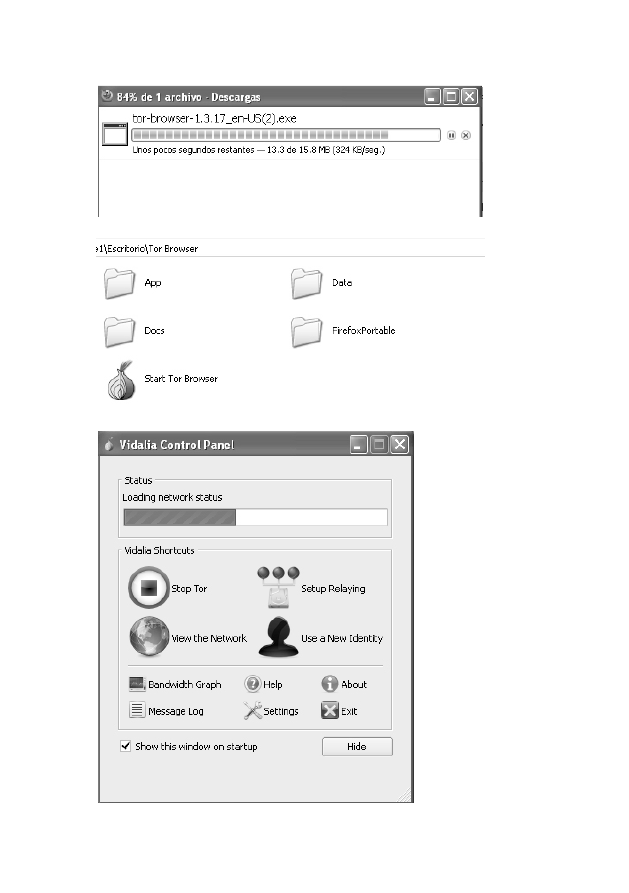 84% de 1 archivo - Descargas
tor-browser-1.3.17_en-US(2).exe
Unos pocos segundos restantes — 13.3 de 15.8 MB (324 KB/seg.)
e1\Escritorio\Tor Browser
App
Data
Docs
FirefoxPortable
Start Tor Browser
Vidalia Control Panel
Status
Loading network status
Vidalia Shortcuts
Stop Tor
Setup Relaying
View the Network
Use a New Identity
Bandwidth Graph
Help
About
Message Log
Settings
Exit
Show this window on startup
Hide